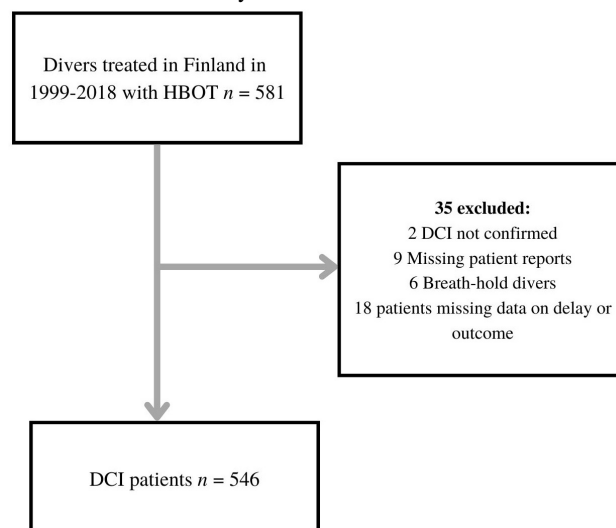 Divers treated in Finland in
1999-2018 with HBOT n = 581
35 excluded:
2 DCI not confirmed
9 Missing patient reports
6 Breath-hold divers
18 patients missing data on delay or
outcome
DCI patients n = 546